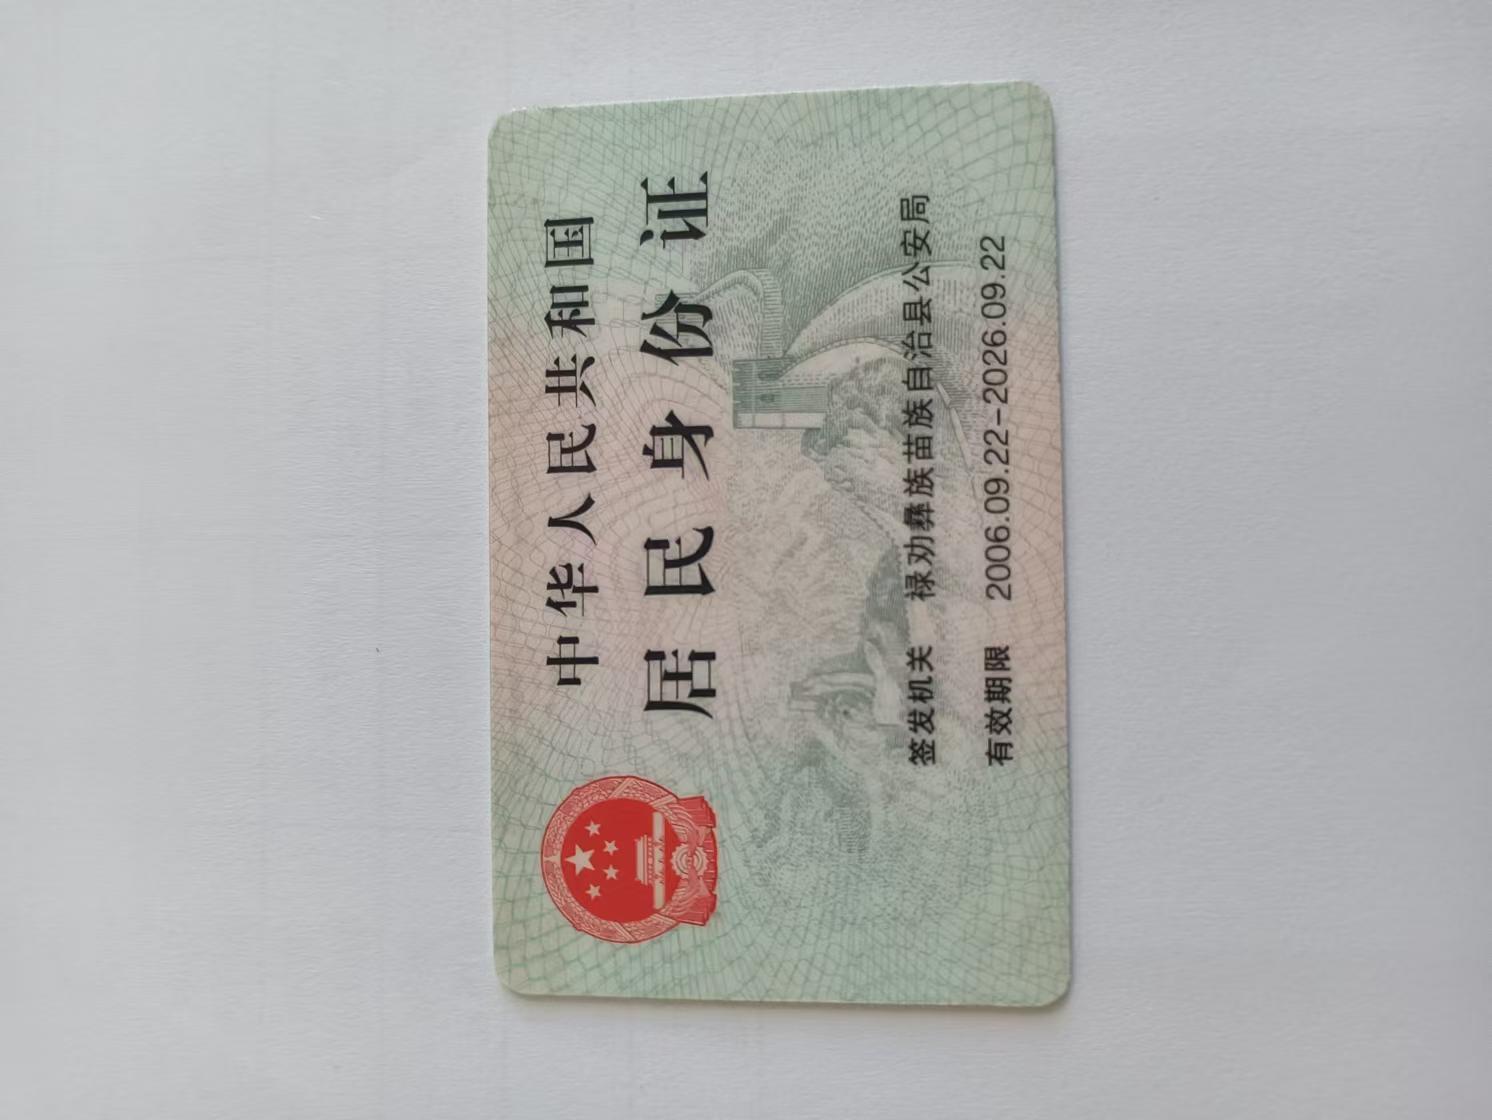 中华人民共和国
居民身份证
签发机关 禄劝彝族苗族自治县公安局
有效期限 2006.09.22-2026.09.22